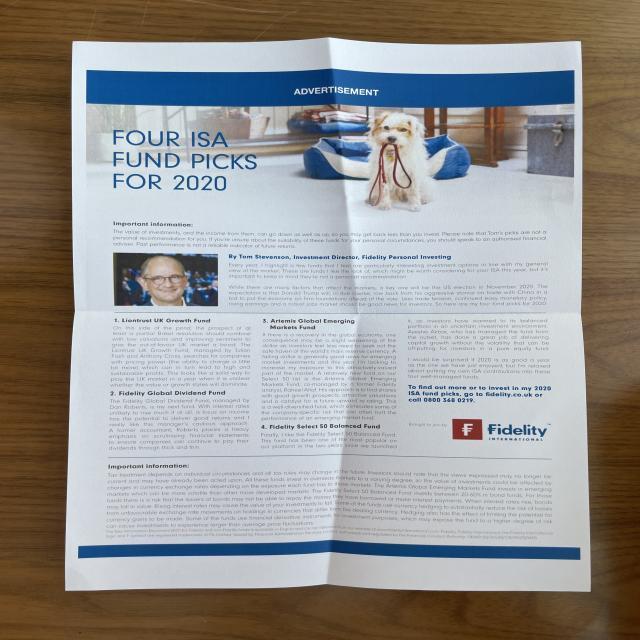 ADVERTISEMENT
FOUR ISA
FUND PICKS
FOR 2020
Important information:
The value of investments, and the income from them, can go down as well as up, so you may get back less than you invest. Please note that Tom's picks are not a
personal recommendation for you. If you're unsure about the suitability of these funds for your personal circumstances, you should speak to an authorised financial
adviser. Past performance is not a reliable indicator of future returns.
By Tom Stevenson, Investment Director, Fidelity Personal Investing
Every year, I highlight a few funds that I feel are particularly interesting investment options in line with my general
view of the market. These are funds I like the look of, which might be worth considering for your ISA this year, but it's
important to keep in mind they're not a personal recommendation.
While there are many factors that affect the markets, a key one will be the US election in November 2020. The
expectation is that Donald Trump will, in due course, row back from his aggressive stance on trade with China in a
bid to put the economy on firm foundations ahead of the vote. Less trade tension, continued easy monetary policy,
rising earnings and a robust jobs market should be good news for investors. So here are my four fund picks for 2020.
1. Liontrust UK Growth Fund
On this side of the pond, the prospect of at
least a partial Brexit resolution should combine
with low valuations and improving sentiment to
give the out-of-favour UK market a boost. The
Liontrust UK Growth Fund, managed by Julian
Fosh and Anthony Cross, searches for companies
with pricing power (the ability to charge a little
bit more) which can in turn lead to high and
sustainable profits. This looks like a solid way to
play the UK market in a year when it is unclear
whether the value or growth styles will dominate.
2. Fidelity Global Dividend Fund
The Fidelity Global Dividend Fund, managed by
Dan Roberts, is my next fund. With interest rates
unlikely to rise much if at all, a focus on income
has the potential to deliver good returns and I
really like this manager's cautious approach.
A former accountant, Roberts places a heavy
emphasis on scrutinising financial statements
to ensure companies can continue to pay their
dividends through thick and thin.
3. Artemis Global Emerging
Markets Fund
If there is a recovery in the global economy, one
consequence may be a slight weakening of the
dollar as investors feel less need to seek out the
safe haven of the world's main reserve currency. A
falling dollar is generally good news for emerging
market investments and this year I'd like to
increase my exposure to this
part of the market. A relatively new fund on our
Select 50 list is the Artemis Global Emerging
Markets Fund, co-managed by a former physics
analyst, Raheel Altaf. His approach is to find shares
with good growth prospects, attractive valuations
and a catalyst for a future upward re-rating. This
is a well-diversified fund, which eliminates some of
the company-specific risk that can often hurt the
performance of an emerging markets fund.
4. Fidelity Select 50 Balanced Fund
Finally, I like the Fidelity Select 50 Balanced Fund.
This fund has been one of the most popular on
our platform in the two years since we launched
it, as investors have warmed to its balanced
portfolio in an uncertain investment environment.
Ayesha Akbar, who has managed the fund from
the outset, has done a great job of delivering
capital growth without the volatility that can be
unsettling for owners of pure equity funds.
I would be surprised if 2020 is as good a year
as the one we have just enjoyed, but I'm relaxed
about putting my own ISA contributions into these
four well-managed funds.
To find out more or to invest in my 2020
ISA fund picks, go to fidelity.co.uk or
call 0800 368 0219.
Brought to you by
Fidelity™
INTERNATIONAL
Important information:
Tax treatment depends on individual circumstances and all tax rules may change in the future. Investors should note that the views expressed may no longer be
current and may have already been acted upon. All these funds invest in overseas markets to a varying degree, so the value of investments could be affected by
changes in currency exchange rates depending on the exposure each fund has to overseas markets. The Artemis Global Emerging Markets Fund invests in emerging
markets which can be more volatile than other more developed markets. The Fidelity Select 50 Balanced Fund invests between 20-60% in bond funds. For those
funds there is a risk that the issuers of bonds may not be able to repay the money they have borrowed or make interest payments. When interest rates rise, bonds
may fall in value. Rising interest rates may cause the value of your investment to fall. Some of the funds use currency hedging to substantially reduce the risk of losses
from unfavourable exchange rate movements on holdings in currencies that differ from the dealing currency. Hedging also has the effect of limiting the potential for
currency gains to be made. Some of the funds use financial derivative instruments for investment purposes, which may expose the fund to a higher degree of risk
and can cause investments to experience larger than average price fluctuations.